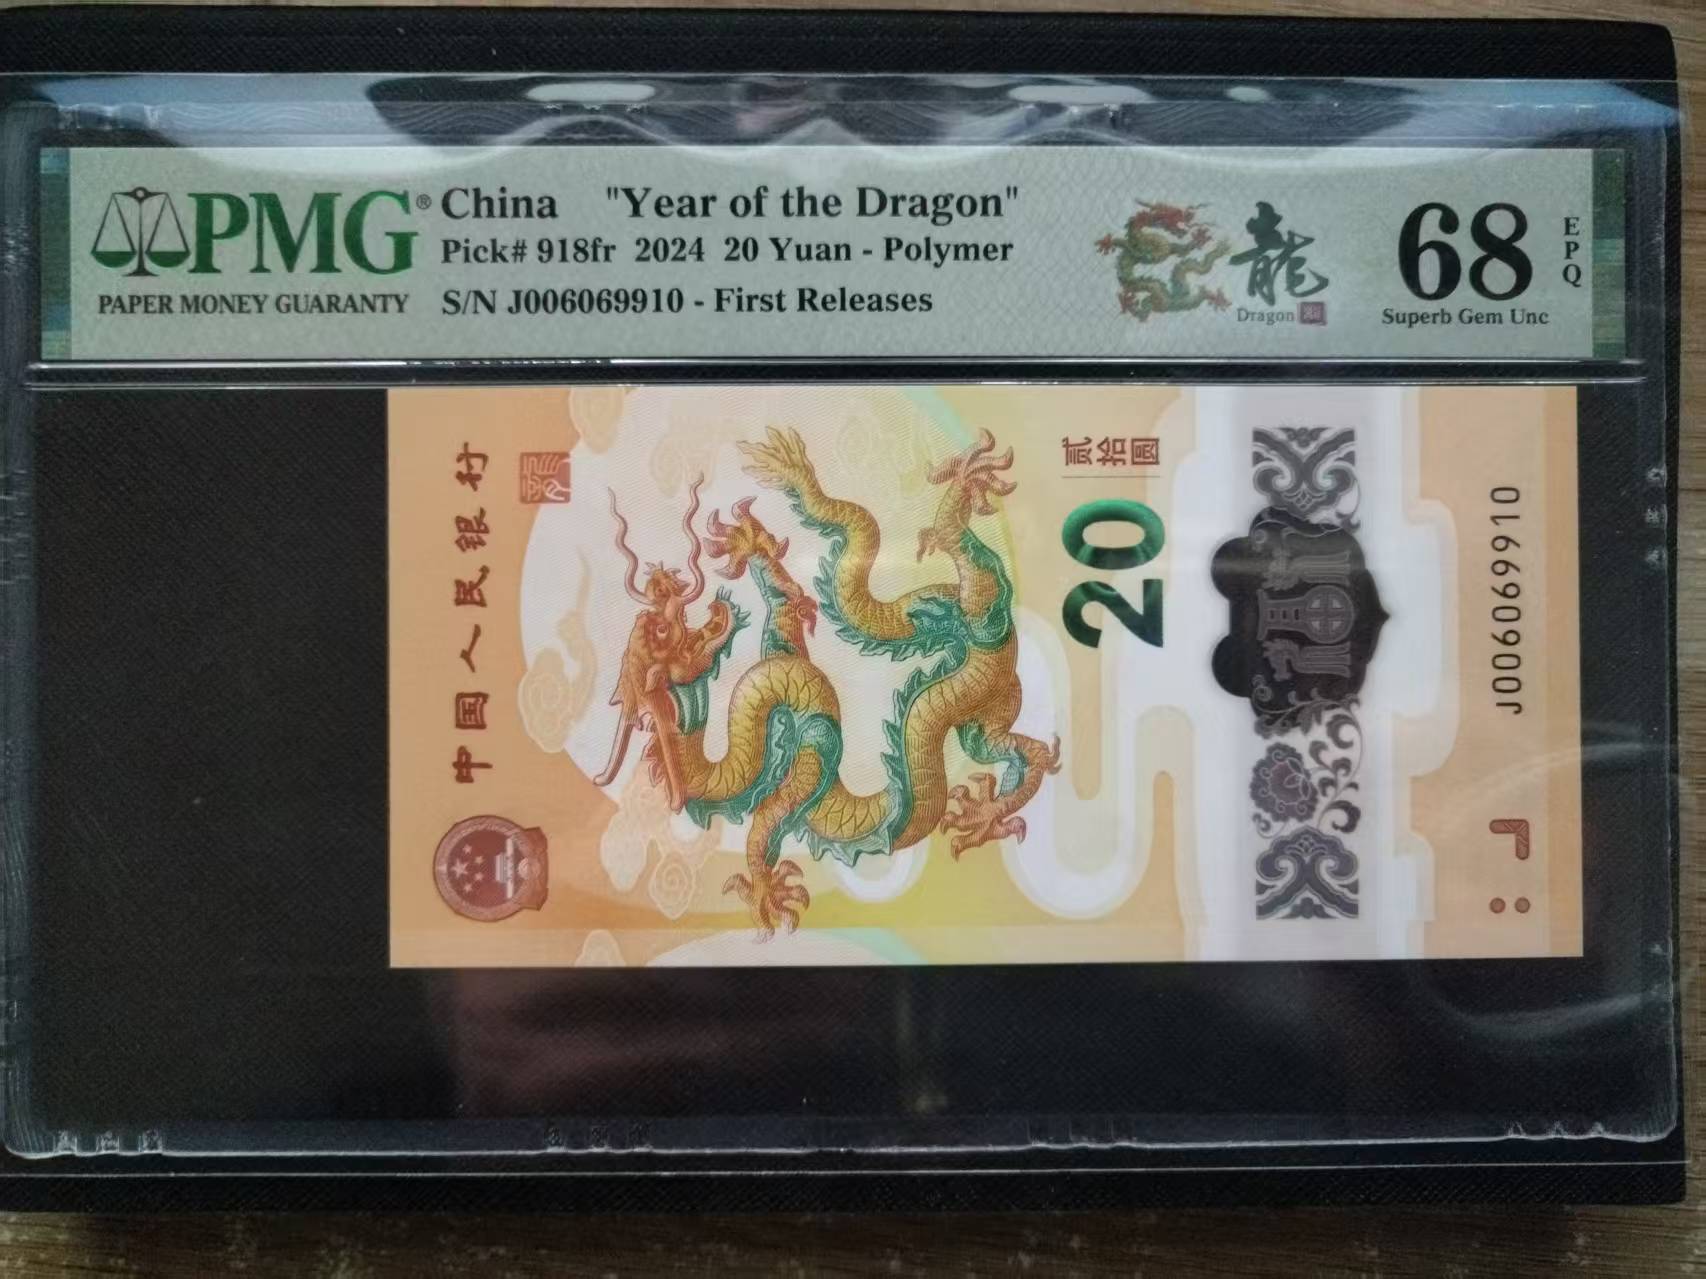 PMG®
PAPER MONEY GUARANTY
China "Year of the Dragon"
Pick# 918fr 2024 20 Yuan - Polymer
S/N J006069910 - First Releases
龍
Dragon
68
EPQ
Superb Gem Unc
中国人民银行
贰拾圆
20
福
J006069910